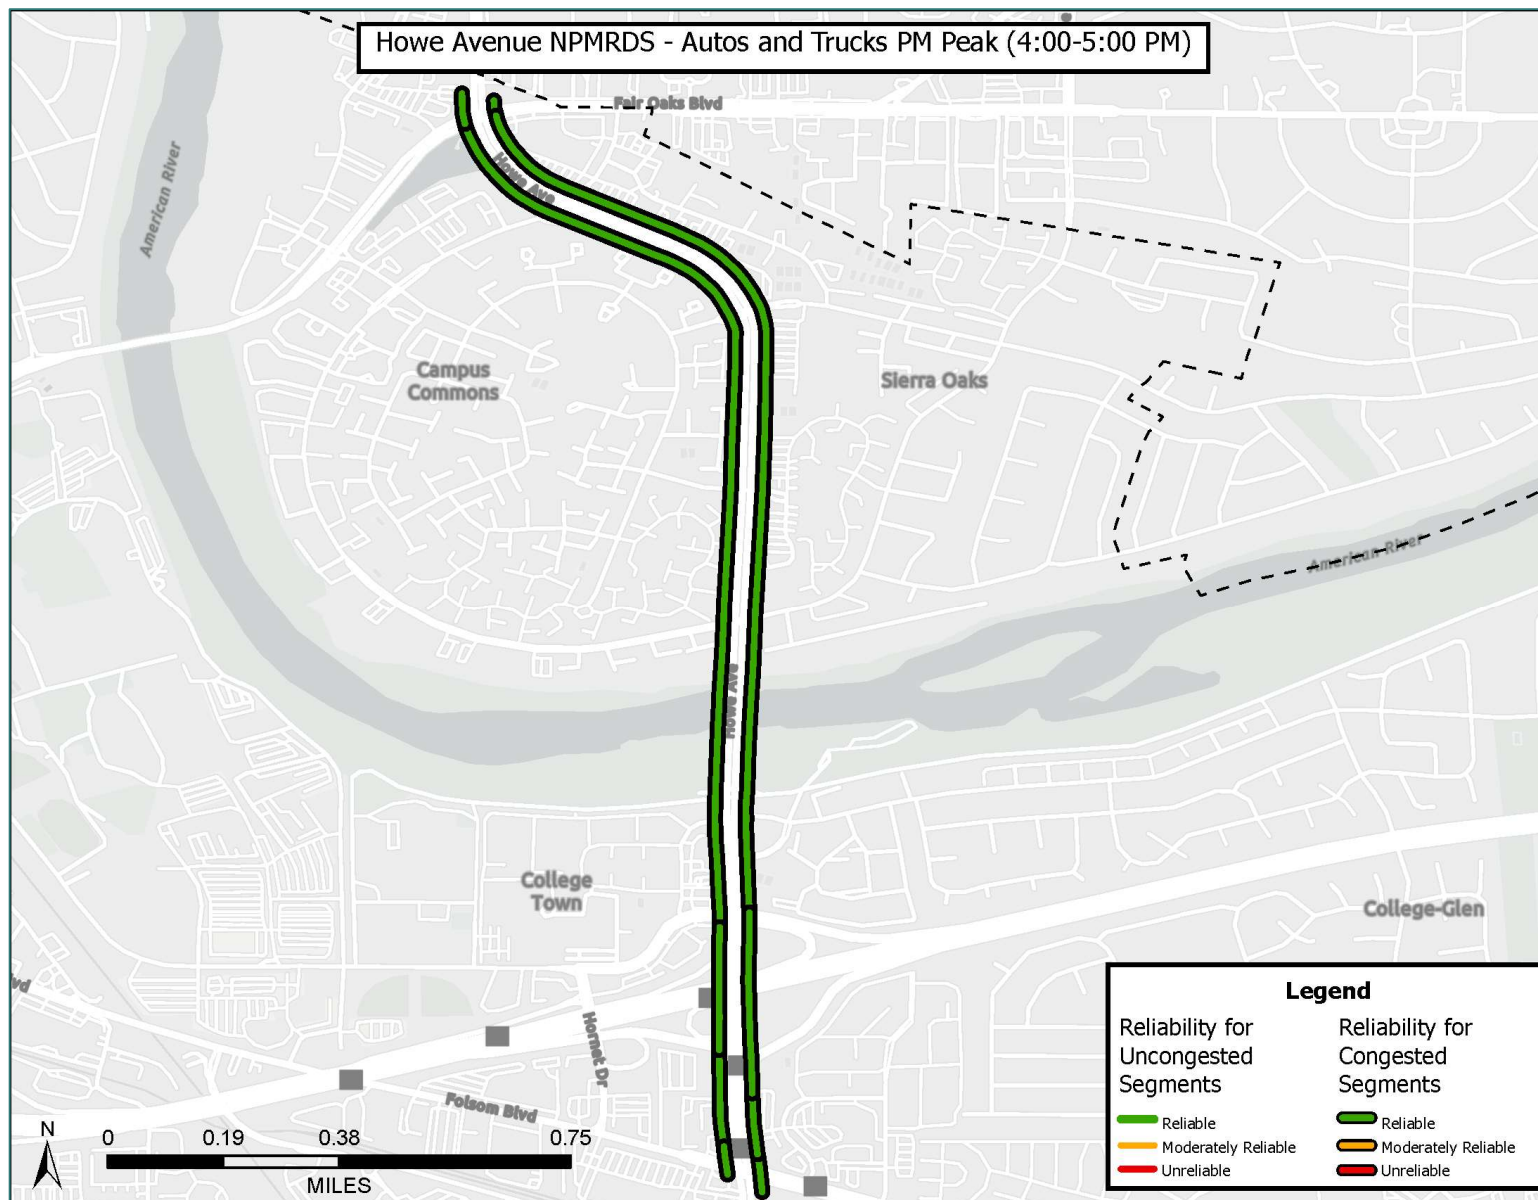 Howe Avenue NPMRDS - Autos and Trucks PM Peak (4:00-5:00 PM)
Fair Oaks Blvd
American River
Howe Ave
Campus
Commons
Sierra Oaks
American River
Howe Ave
College
Town
College-Glen
lvd
Hornet Dr
Folsom Blvd
N
0 0.19 0.38 0.75
MILES
Legend
Reliability for
Uncongested
Segments
Reliable
Moderately Reliable
Unreliable
Reliability for
Congested
Segments
Reliable
Moderately Reliable
Unreliable